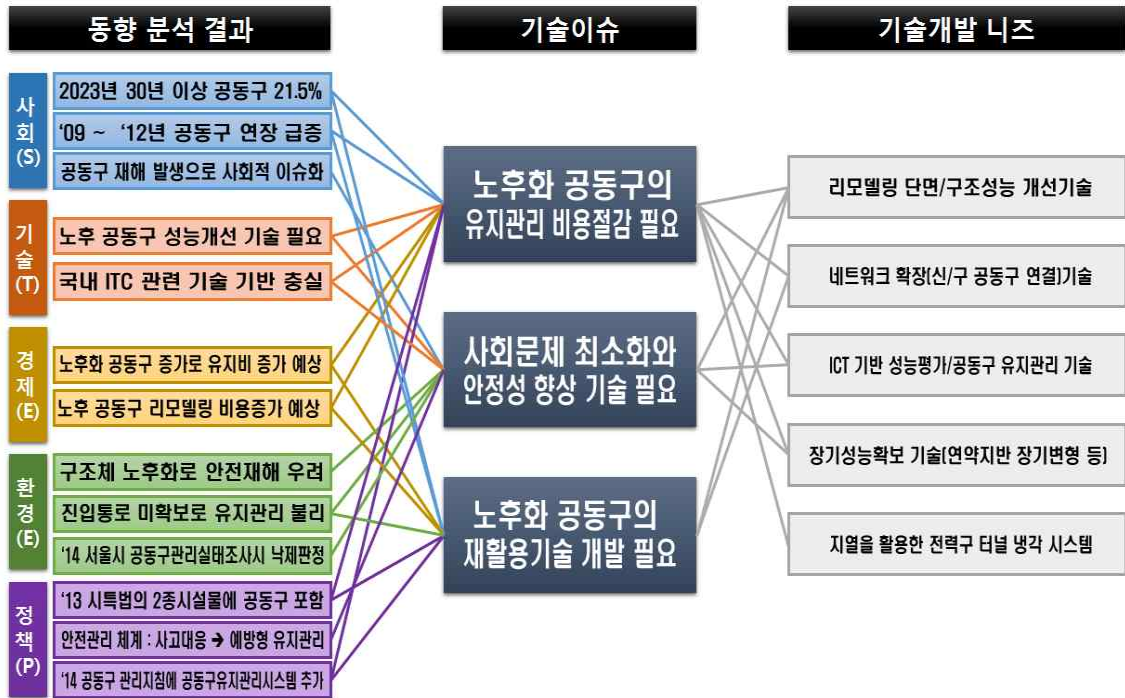 동향 분석 결과
기술이슈
기술개발 니즈
사
회
(S)
2023년 30년 이상 공동구 21.5%
‘09 ~ ‘12년 공동구 연장 급증
공동구 재해 발생으로 사회적 이슈화
기
술
(T)
노후 공동구 성능개선 기술 필요
국내 ITC 관련 기술 기반 충실
경
제
(E)
노후화 공동구 증가로 유지비 증가 예상
노후 공동구 리모델링 비용증가 예상
환
경
(E)
구조체 노후화로 안전재해 우려
진입통로 미확보로 유지관리 불리
‘14 서울시 공동구관리실태조사시 낙제판정
정
책
(P)
‘13 시특법의 2종시설물에 공동구 포함
안전관리 체계 : 사고대응 → 예방형 유지관리
‘14 공동구 관리지침에 공동구유지관리시스템 추가
노후화 공동구의
유지관리 비용절감 필요
사회문제 최소화와
안정성 향상 기술 필요
노후화 공동구의
재활용기술 개발 필요
리모델링 단면/구조성능 개선기술
네트워크 확장(신/구 공동구 연결)기술
ICT 기반 성능평가/공동구 유지관리 기술
장기성능확보 기술(연약지반 장기변형 등)
지열을 활용한 전력구 터널 냉각 시스템